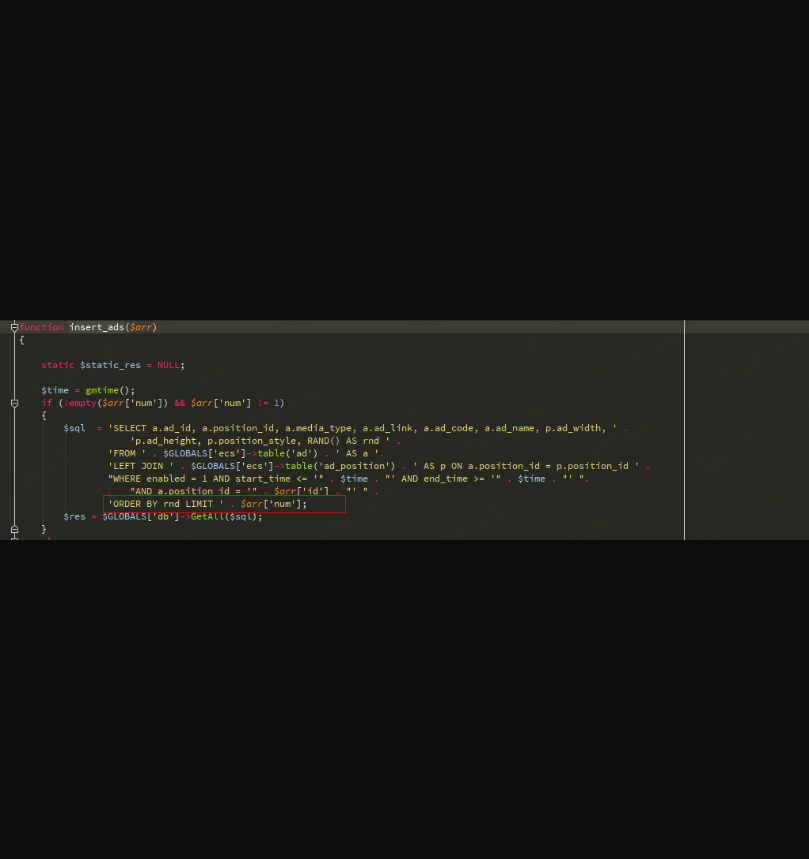 function insert_ads($arr)
{
static $static_res = NULL;
$time = gmtime();
if (!empty($arr['num']) && $arr['num'] != 1)
{
$sql = 'SELECT a.ad_id, a.position_id, a.media_type, a.ad_link, a.ad_code, a.ad_name, p.ad_width, ' .
'p.ad_height, p.position_style, RAND() AS rnd ' .
'FROM ' . $GLOBALS['ecs']->table('ad') . ' AS a '.
'LEFT JOIN ' . $GLOBALS['ecs']->table('ad_position') . ' AS p ON a.position_id = p.position_id ' .
"WHERE enabled = 1 AND start_time <= '" . $time . "' AND end_time >= '" . $time . "' ".
"AND a.position_id = '" . $arr['id'] . "' " .
'ORDER BY rnd LIMIT ' . $arr['num'];
$res = $GLOBALS['db']->GetAll($sql);
}